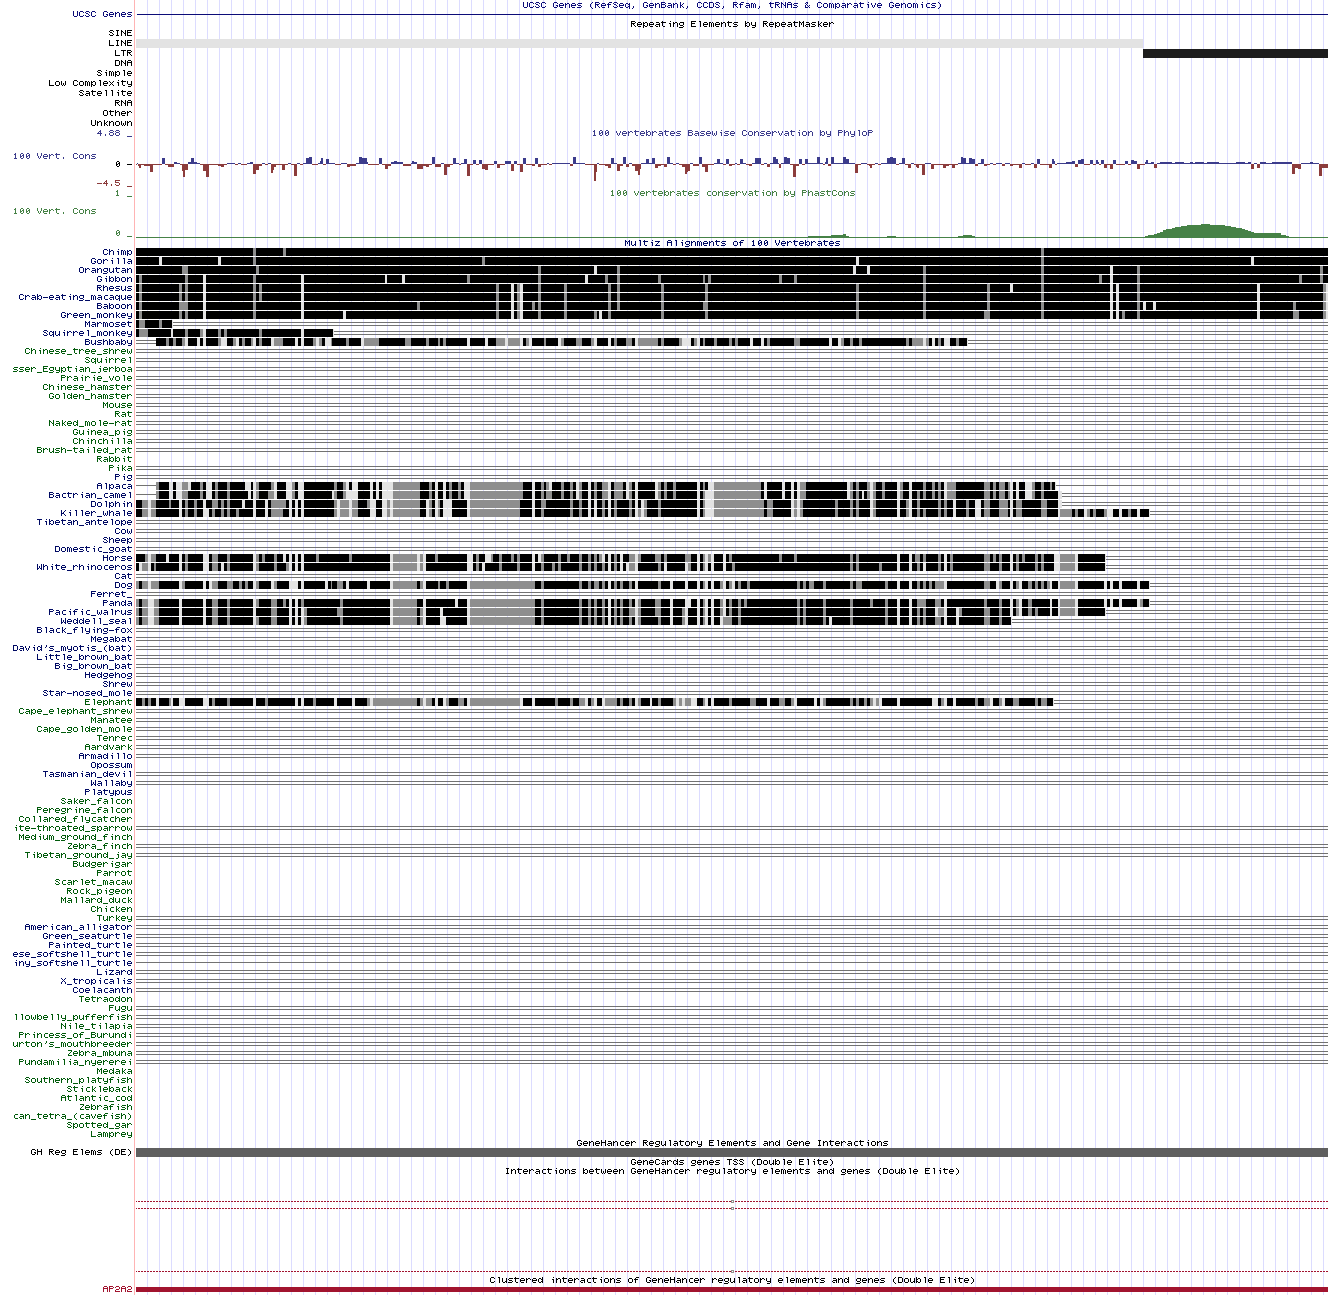 UCSC Genes (RefSeq, GenBank, CCDS, Rfam, tRNAs & Comparative Genomics)
UCSC Genes
Repeating Elements by RepeatMasker
SINE
LINE
LTR
DNA
Simple
Low Complexity
Satellite
RNA
Other
Unknown
4.88 _
100 vertebrates Basewise Conservation by PhyloP
100 Vert. Cons
0 -
-4.5 _
1 _
100 vertebrates conservation by PhastCons
100 Vert. Cons
0 _
Multiz Alignments of 100 Vertebrates
Chimp
Gorilla
Orangutan
Gibbon
Rhesus
Crab-eating_macaque
Baboon
Green_monkey
Marmoset
Squirrel_monkey
Bushbaby
Chinese_tree_shrew
Squirrel
sser_Egyptian_jerboa
Prairie_vole
Chinese_hamster
Golden_hamster
Mouse
Rat
Naked_mole-rat
Guinea_pig
Chinchilla
Brush-tailed_rat
Rabbit
Pika
Pig
Alpaca
Bactrian_camel
Dolphin
Killer_whale
Tibetan_antelope
Cow
Sheep
Domestic_goat
Horse
White_rhinoceros
Cat
Dog
Ferret_
Panda
Pacific_walrus
Weddell_seal
Black_flying-fox
Megabat
David's_myotis_(bat)
Little_brown_bat
Big_brown_bat
Hedgehog
Shrew
Star-nosed_mole
Elephant
Cape_elephant_shrew
Manatee
Cape_golden_mole
Tenrec
Aardvark
Armadillo
Opossum
Tasmanian_devil
Wallaby
Platypus
Saker_falcon
Peregrine_falcon
Collared_flycatcher
ite-throated_sparrow
Medium_ground_finch
Zebra_finch
Tibetan_ground_jay
Budgerigar
Parrot
Scarlet_macaw
Rock_pigeon
Mallard_duck
Chicken
Turkey
American_alligator
Green_seaturtle
Painted_turtle
ese_softshell_turtle
iny_softshell_turtle
Lizard
X_tropicalis
Coelacanth
Tetraodon
Fugu
llowbelly_pufferfish
Nile_tilapia
Princess_of_Burundi
urton's_mouthbreeder
Zebra_mbuna
Pundamilia_nyererei
Medaka
Southern_platyfish
Stickleback
Atlantic_cod
Zebrafish
can_tetra_(cavefish)
Spotted_gar
Lamprey
GeneHancer Regulatory Elements and Gene Interactions
GH Reg Elems (DE)
GeneCards genes TSS (Double Elite)
Interactions between GeneHancer regulatory elements and genes (Double Elite)
Clustered interactions of GeneHancer regulatory elements and genes (Double Elite)
AP2A2